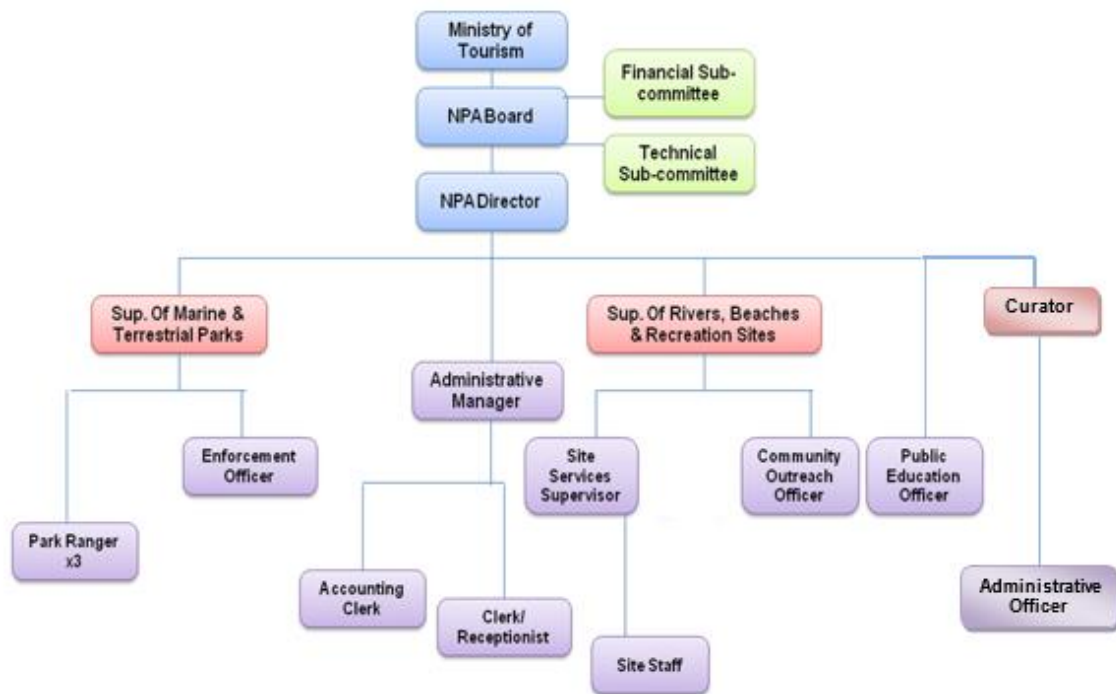 Ministry of
Tourism
Financial Sub-
committee
NPA Board
Technical
Sub-committee
NPA Director
Sup. Of Marine &
Terrestrial Parks
Sup. Of Rivers, Beaches
& Recreation Sites
Curator
Administrative
Manager
Enforcement
Officer
Site
Services
Supervisor
Community
Outreach
Officer
Public
Education
Officer
Park Ranger
x3
Accounting
Clerk
Clerk/
Receptionist
Administrative
Officer
Site Staff